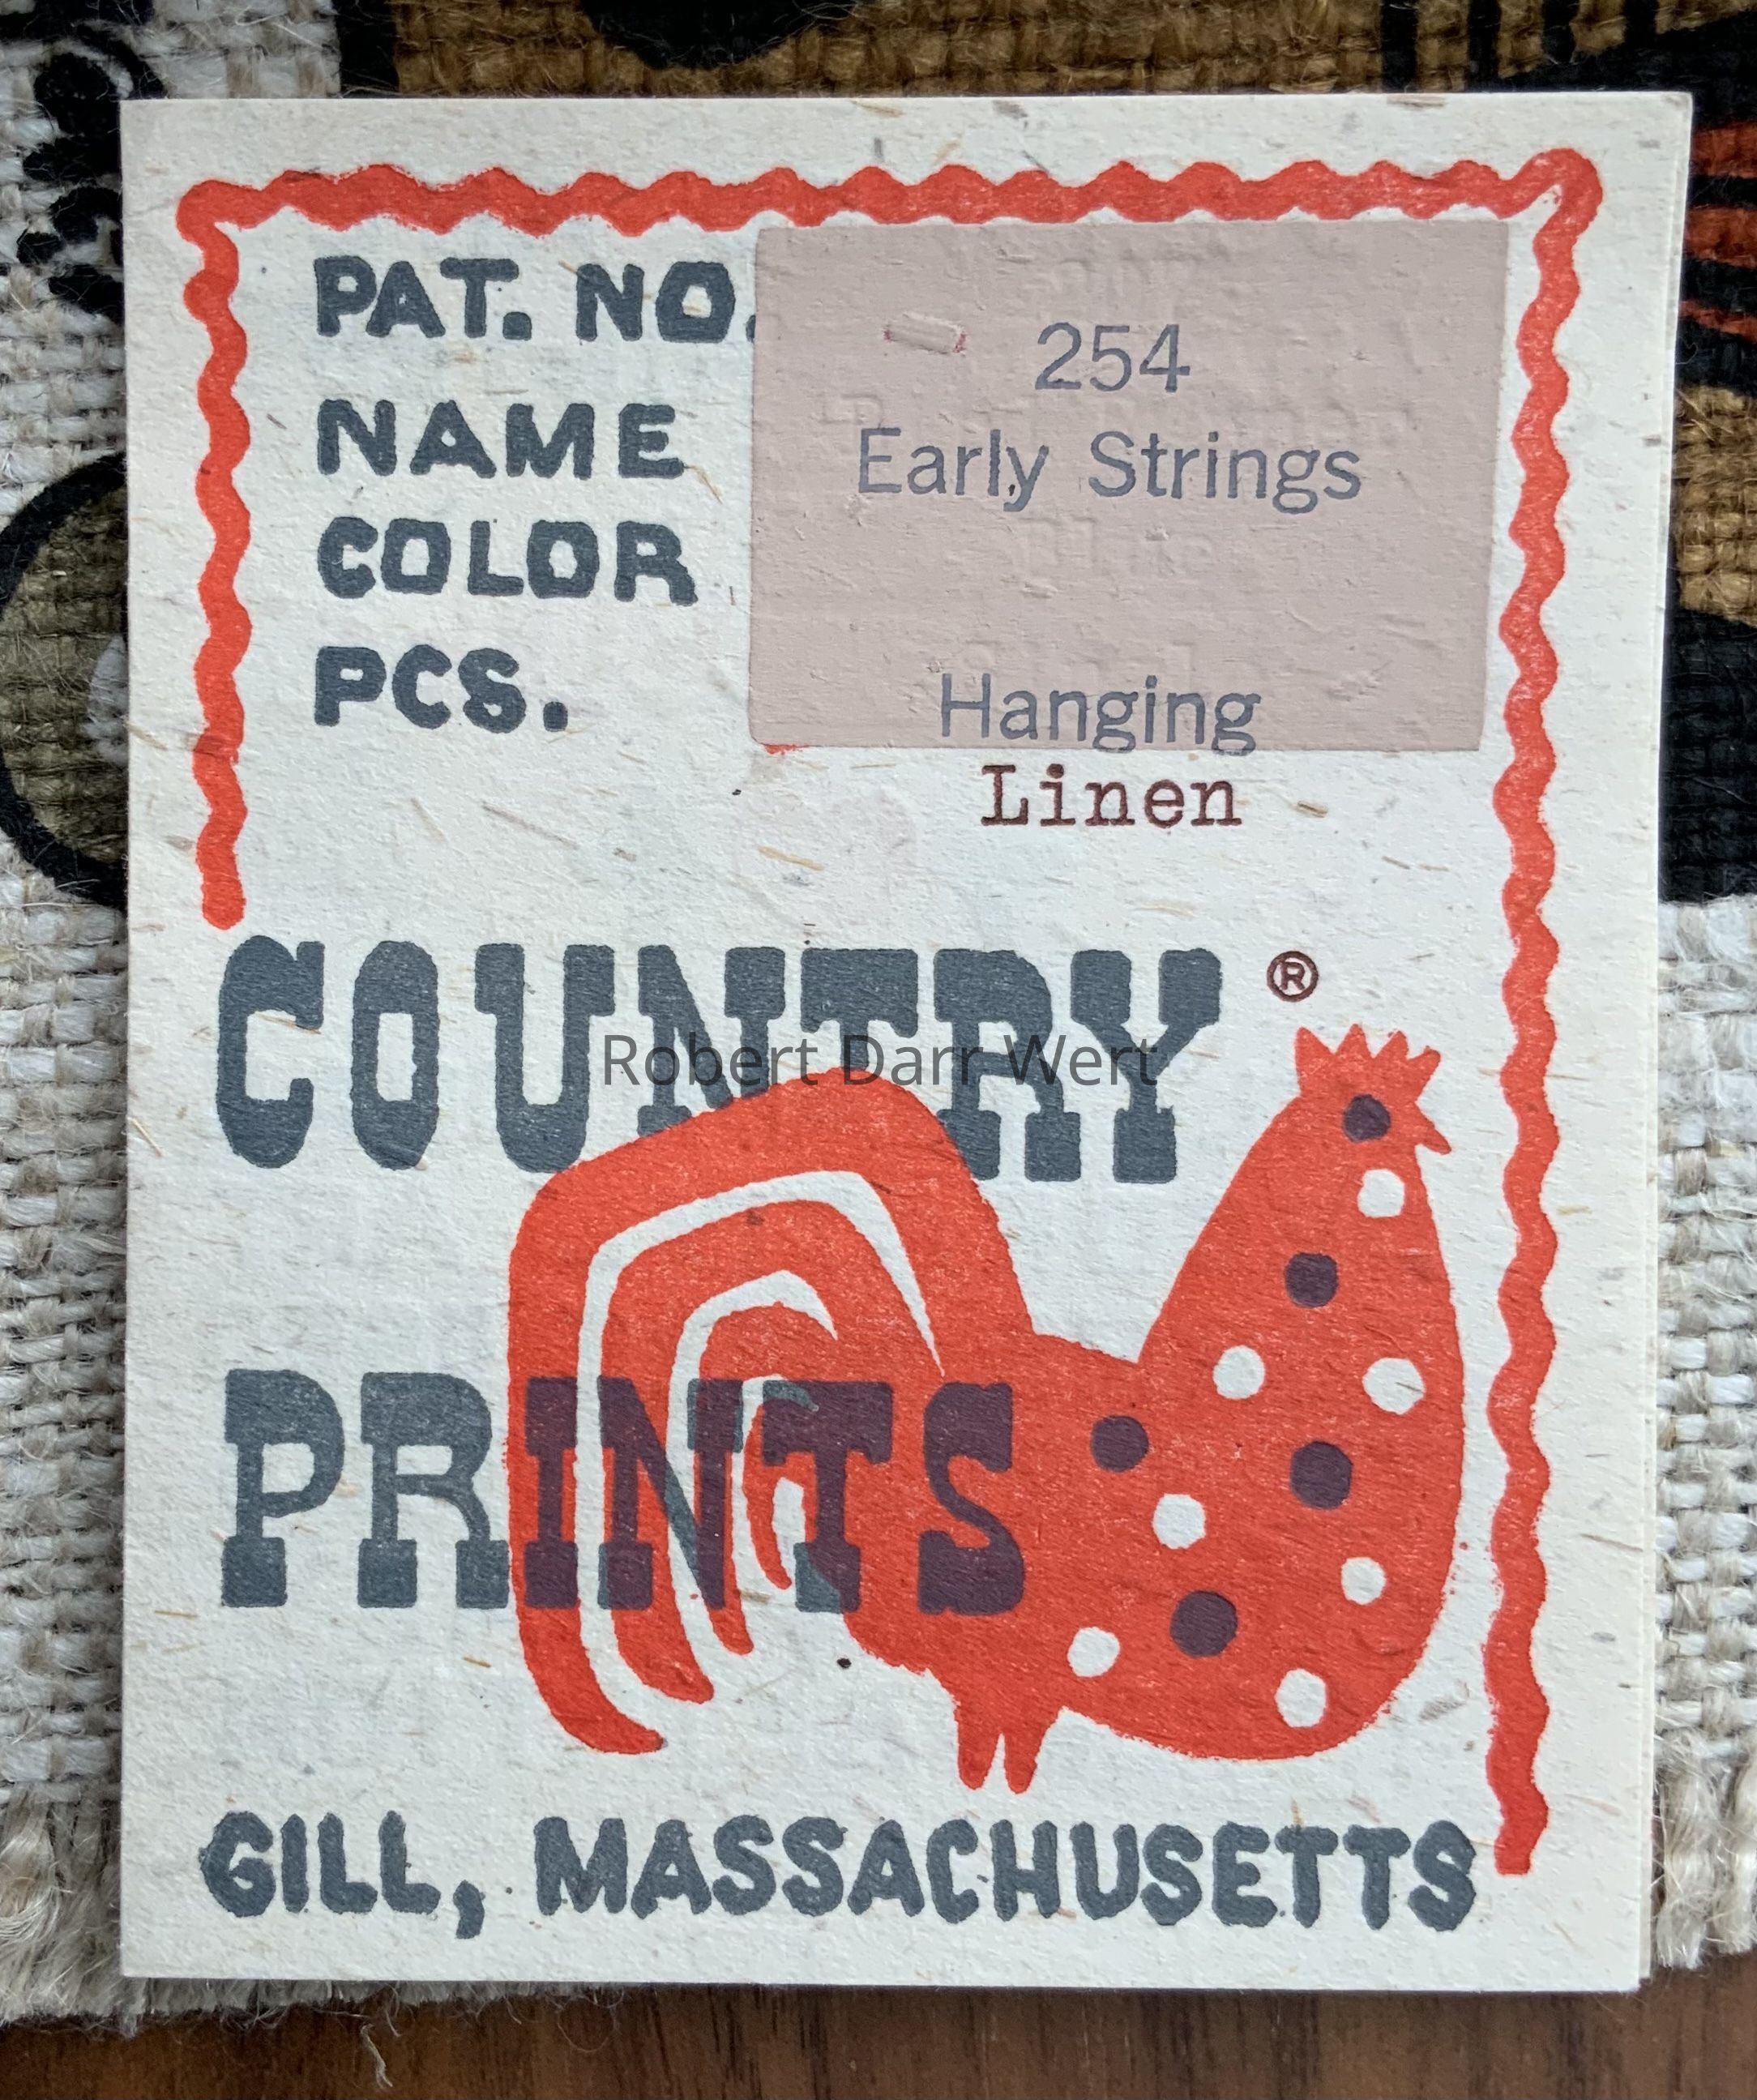 PAT. NO. 254
NAME Early Strings
COLOR
PCS. Hanging
Linen
COUNTRY ®
Robert Darr Wert
PRINTS
GILL, MASSACHUSETTS